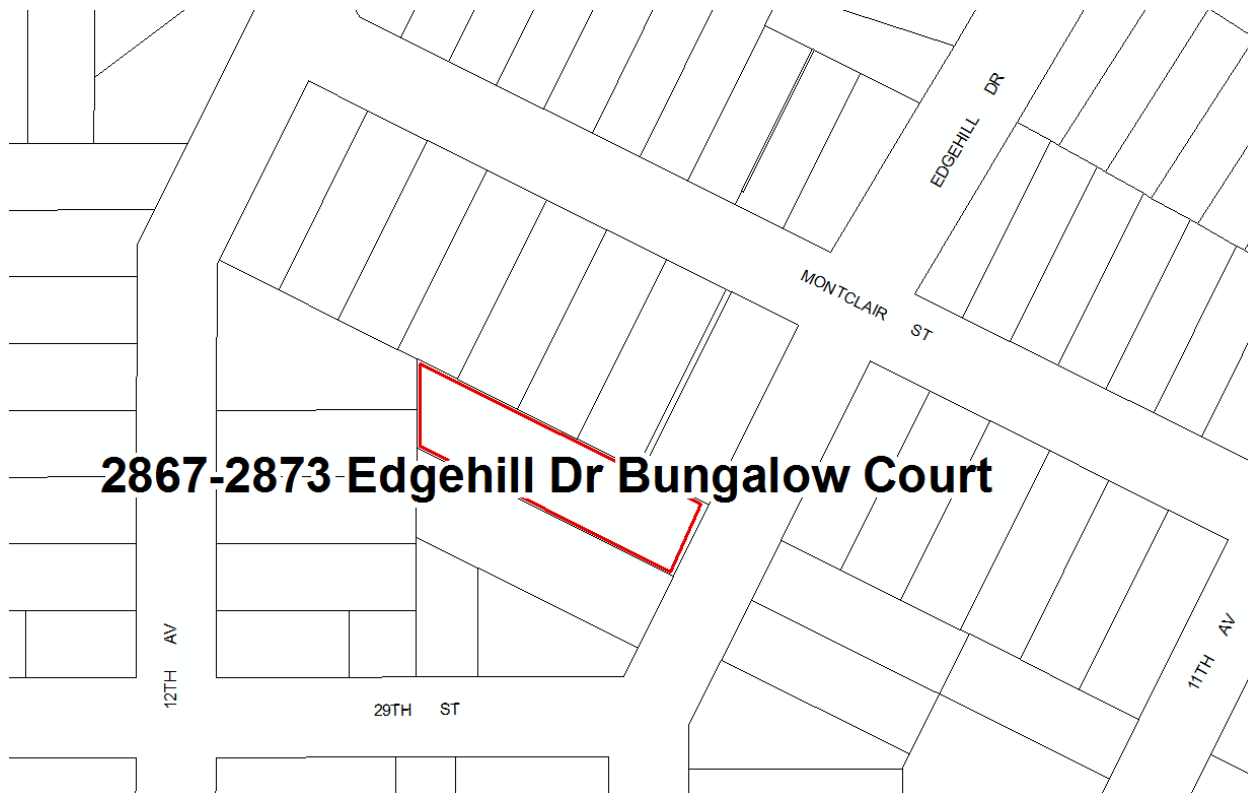 EDGEHILL DR
MONTCLAIR ST
2867-2873 Edgehill Dr Bungalow Court
12TH AV
29TH ST
11TH AV